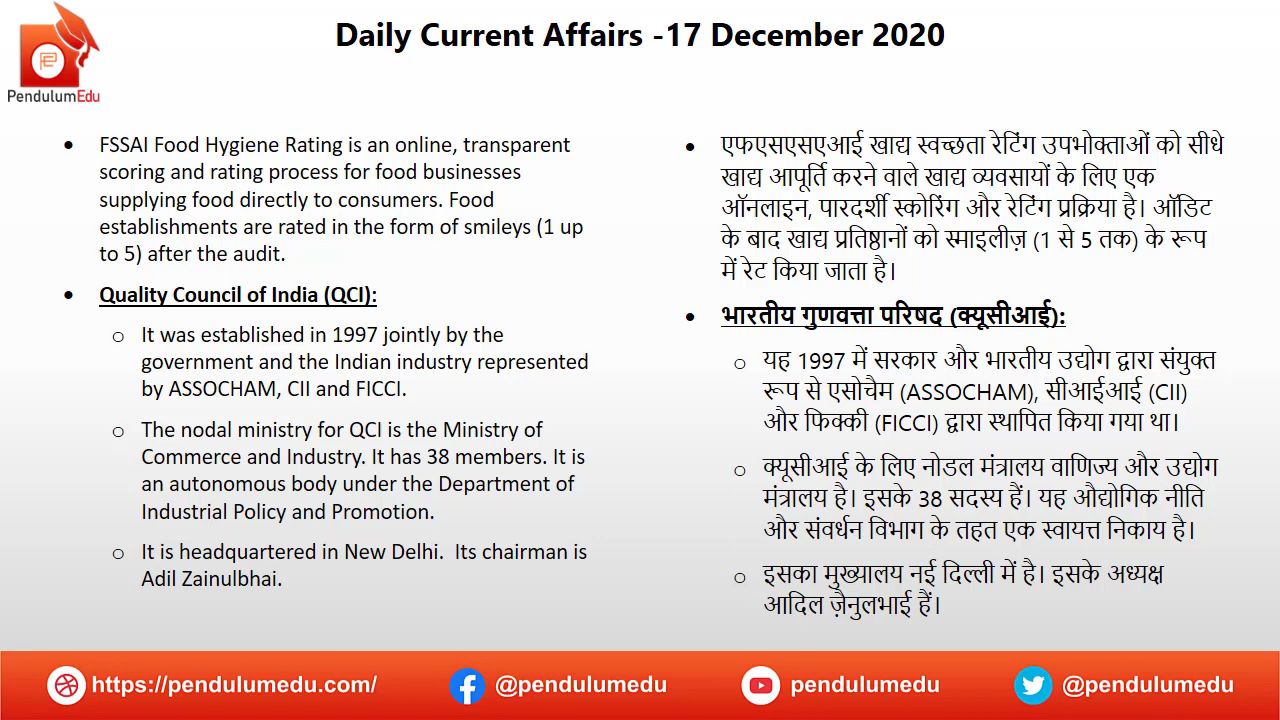 Daily Current Affairs -17 December 2020
PendulumEdu
• FSSAI Food Hygiene Rating is an online, transparent
scoring and rating process for food businesses
supplying food directly to consumers. Food
establishments are rated in the form of smileys (1 up
to 5) after the audit.
• Quality Council of India (QCI):
o It was established in 1997 jointly by the
government and the Indian industry represented
by ASSOCHAM, CII and FICCI.
o The nodal ministry for QCI is the Ministry of
Commerce and Industry. It has 38 members. It is
an autonomous body under the Department of
Industrial Policy and Promotion.
o It is headquartered in New Delhi.  Its chairman is
Adil Zainulbhai.
• एफएसएसएआई खाद्य स्वच्छता रेटिंग उपभोक्ताओं को सीधे
खाद्य आपूर्ति करने वाले खाद्य व्यवसायों के लिए एक
ऑनलाइन, पारदर्शी स्कोरिंग और रेटिंग प्रक्रिया है। ऑडिट
के बाद खाद्य प्रतिष्ठानों को स्माइलीज़ (1 से 5 तक) के रूप
में रेट किया जाता है।
• भारतीय गुणवत्ता परिषद (क्यूसीआई):
o यह 1997 में सरकार और भारतीय उद्योग द्वारा संयुक्त
रूप से एसोचैम (ASSOCHAM), सीआईआई (CII)
और फिक्की (FICCI) द्वारा स्थापित किया गया था।
o क्यूसीआई के लिए नोडल मंत्रालय वाणिज्य और उद्योग
मंत्रालय है। इसके 38 सदस्य हैं। यह औद्योगिक नीति
और संवर्धन विभाग के तहत एक स्वायत्त निकाय है।
o इसका मुख्यालय नई दिल्ली में है। इसके अध्यक्ष
आदिल ज़ैनुलभाई हैं।
https://pendulumedu.com/ @pendulumedu pendulumedu @pendulumedu